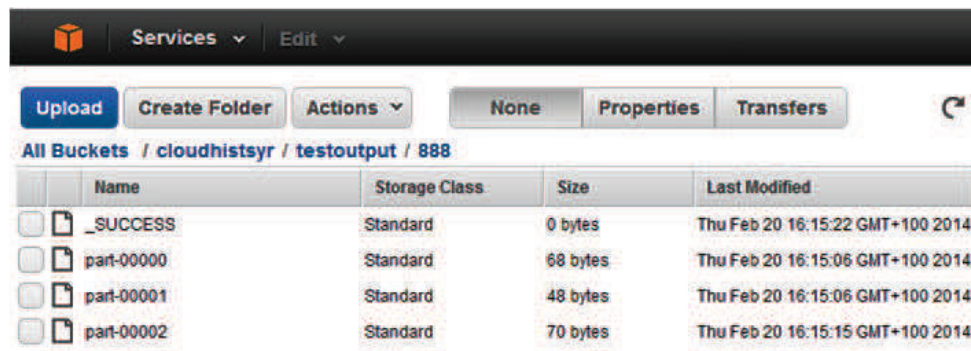 Services Edit
Upload Create Folder Actions None Properties Transfers
All Buckets / cloudhistsyr / testoutput / 888
Name Storage Class Size Last Modified
_SUCCESS Standard 0 bytes Thu Feb 20 16:15:22 GMT+100 2014
part-00000 Standard 68 bytes Thu Feb 20 16:15:06 GMT+100 2014
part-00001 Standard 48 bytes Thu Feb 20 16:15:06 GMT+100 2014
part-00002 Standard 70 bytes Thu Feb 20 16:15:15 GMT+100 2014